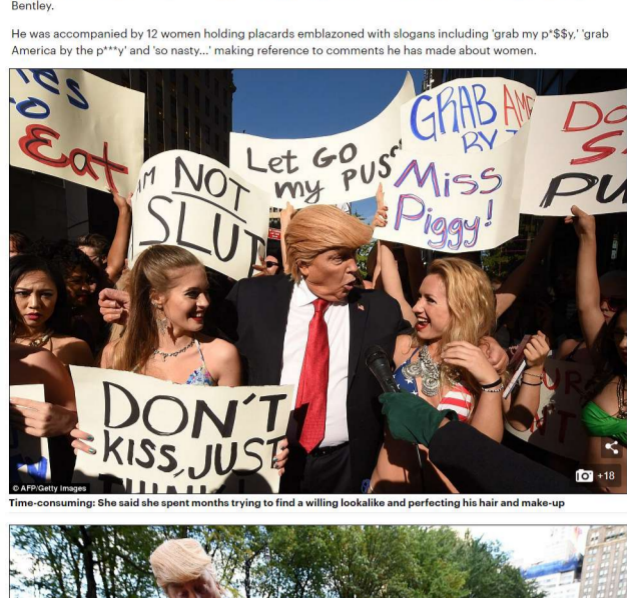 Bentley.
He was accompanied by 12 women holding placards emblazoned with slogans including 'grab my p*$$y,' 'grab
America by the p***y' and 'so nasty...' making reference to comments he has made about women.
Eat
NOT
SLUT
Let GO
my PUSS
GRAB AME
BY
Miss
Piggy!
DO
S
PU
DON'T
KISS, JUST
© AFP/Getty Images
+18
Time-consuming: She said she spent months trying to find a willing lookalike and perfecting his hair and make-up